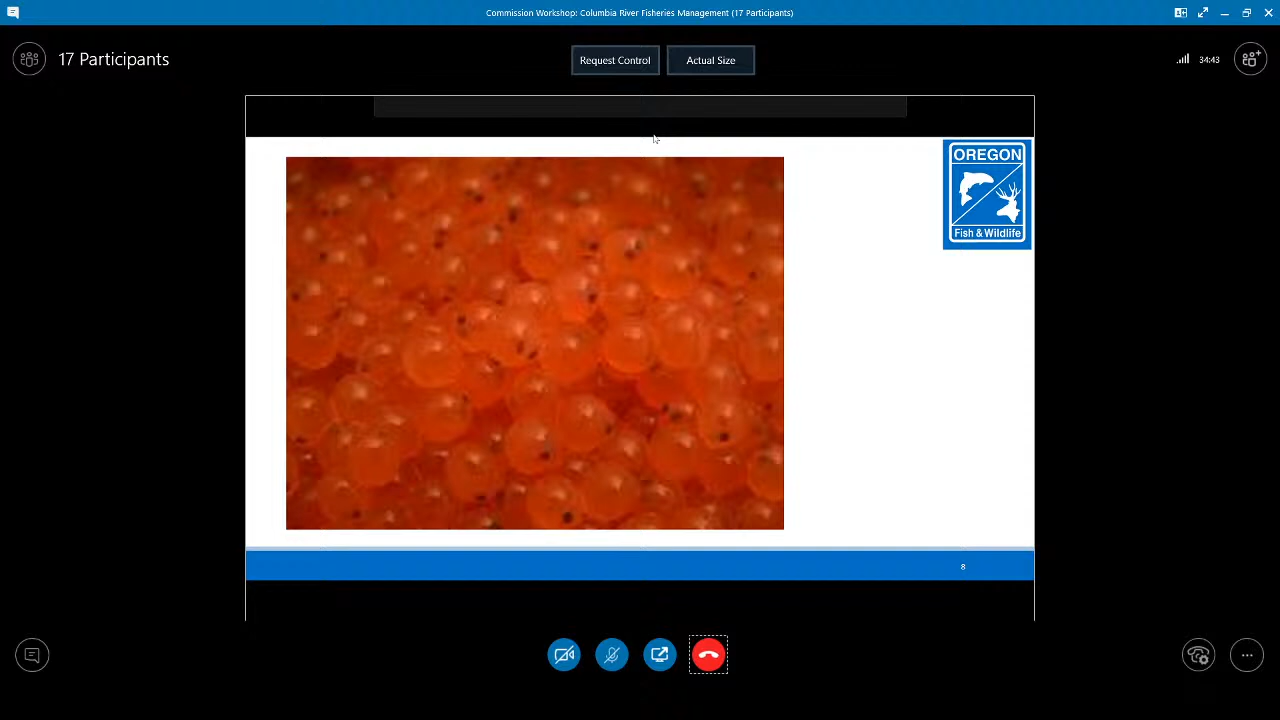 Commission Workshop: Columbia River Fisheries Management (17 Participants)
17 Participants
Request Control
Actual Size
34:43
OREGON
Fish & Wildlife
8